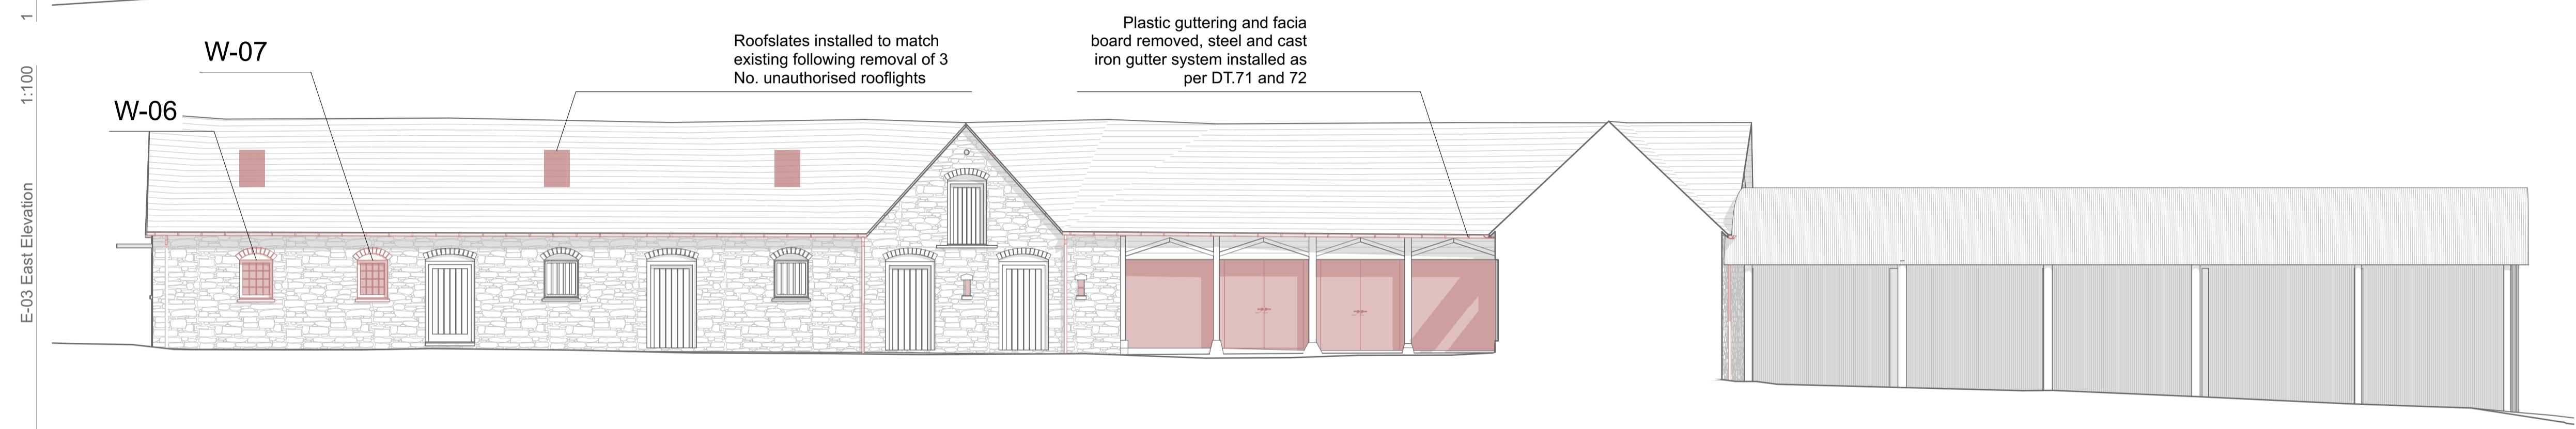 1
1:100
E-03 East Elevation
W-07
W-06
Roofslates installed to match
existing following removal of 3
No. unauthorised rooflights
Plastic guttering and facia
board removed, steel and cast
iron gutter system installed as
per DT.71 and 72